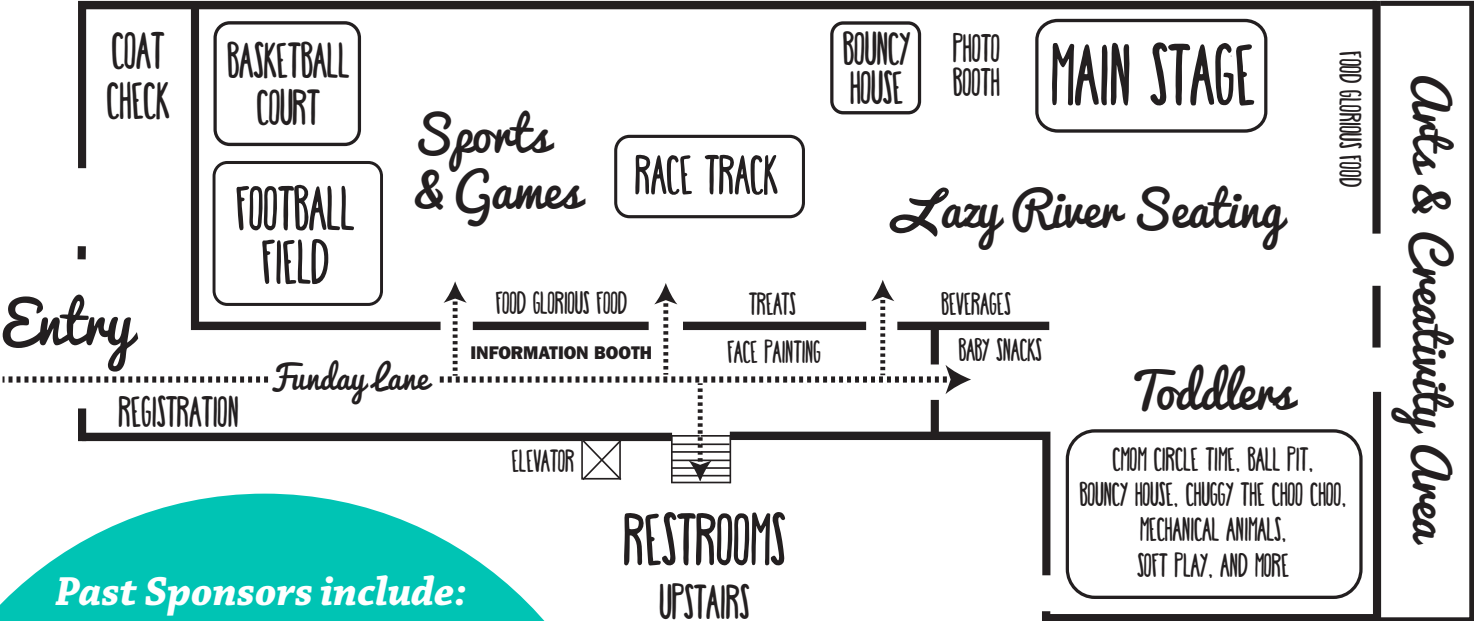 COAT
CHECK
BASKETBALL
COURT
FOOTBALL
FIELD
Sports
& Games
RACE TRACK
BOUNCY
HOUSE
PHOTO
BOOTH
MAIN STAGE
FOOD GLORIOUS FOOD
Arts & Creativity Area
Lazy River Seating
Entry
FOOD GLORIOUS FOOD
TREATS
BEVERAGES
INFORMATION BOOTH
FACE PAINTING
BABY SNACKS
Funday Lane
REGISTRATION
Toddlers
CMOM CIRCLE TIME, BALL PIT,
BOUNCY HOUSE, CHUGGY THE CHOO CHOO,
MECHANICAL ANIMALS,
SOFT PLAY, AND MORE
ELEVATOR
RESTROOMS
UPSTAIRS
Past Sponsors include: